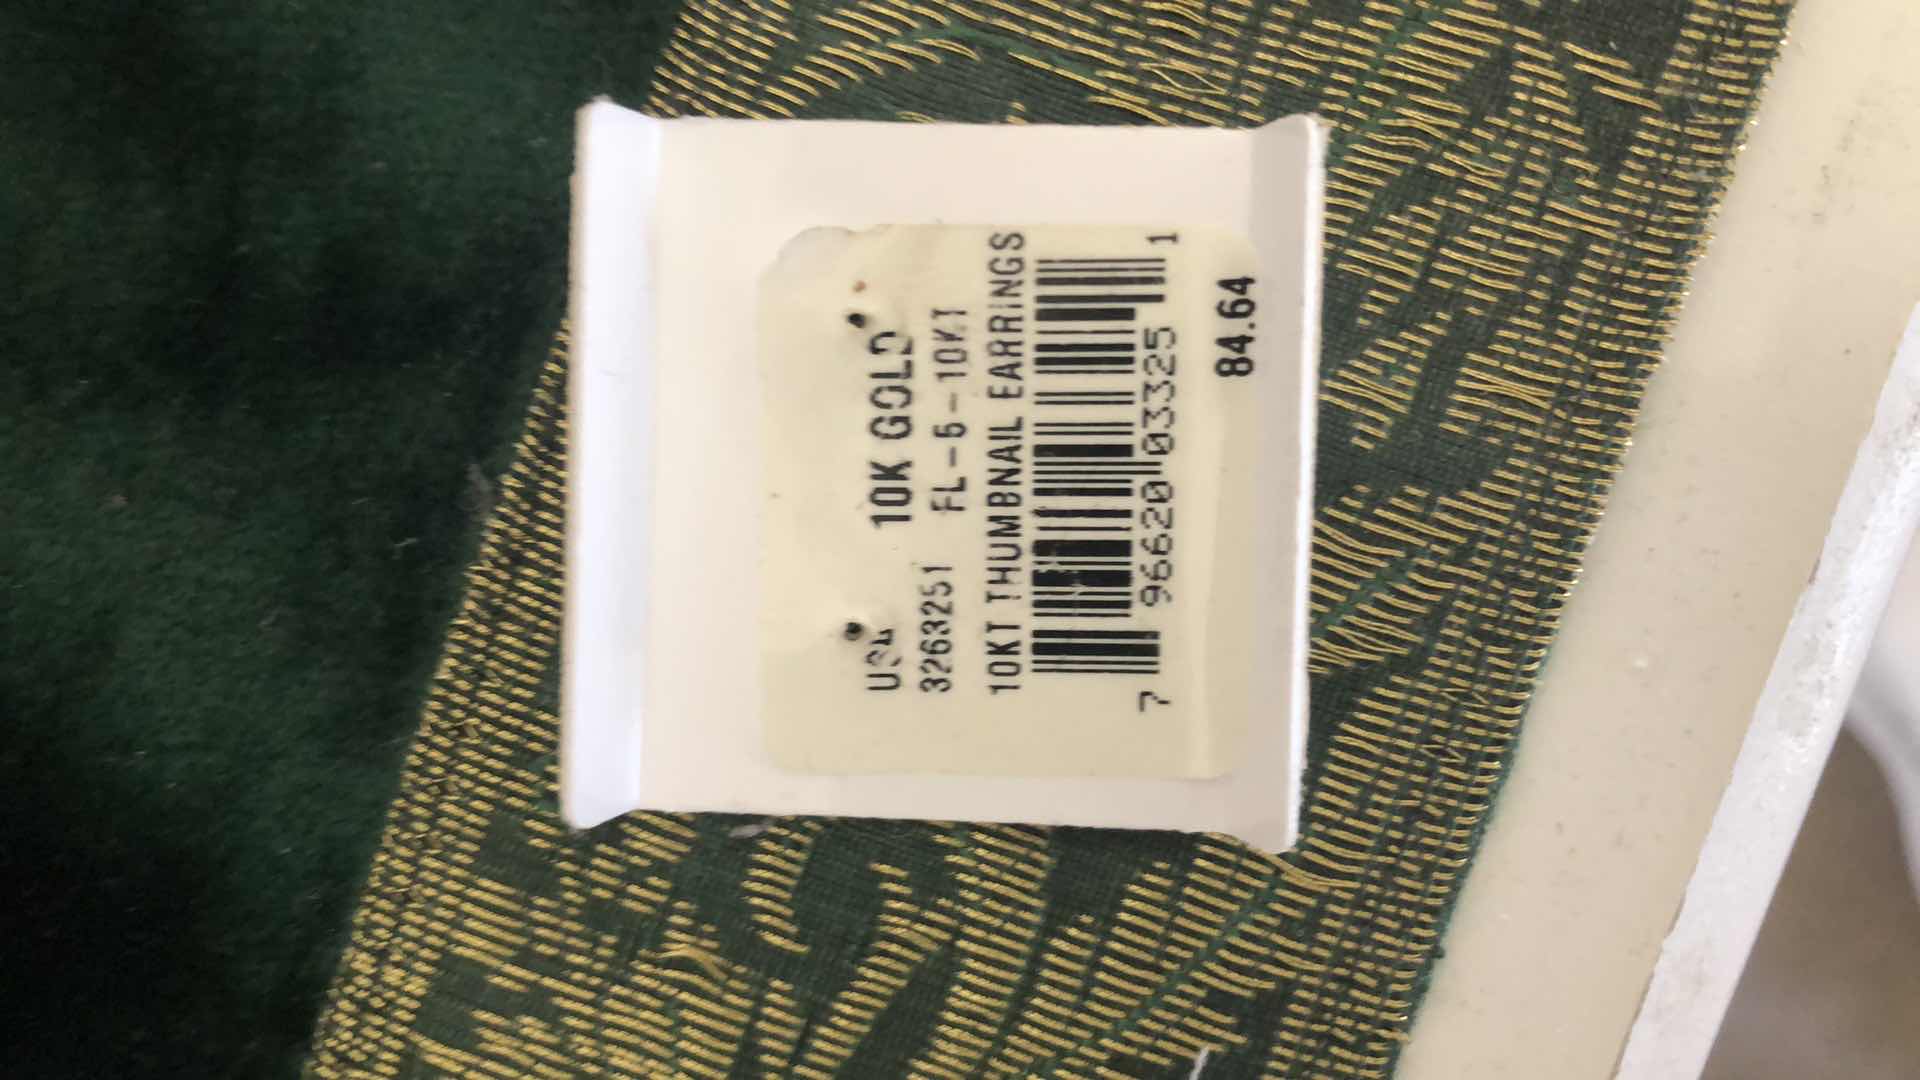 USA 10K GOLD
3263251 FL-5-10KT
10KT THUMBNAIL EARRINGS
7 96620 03325 1
84.64